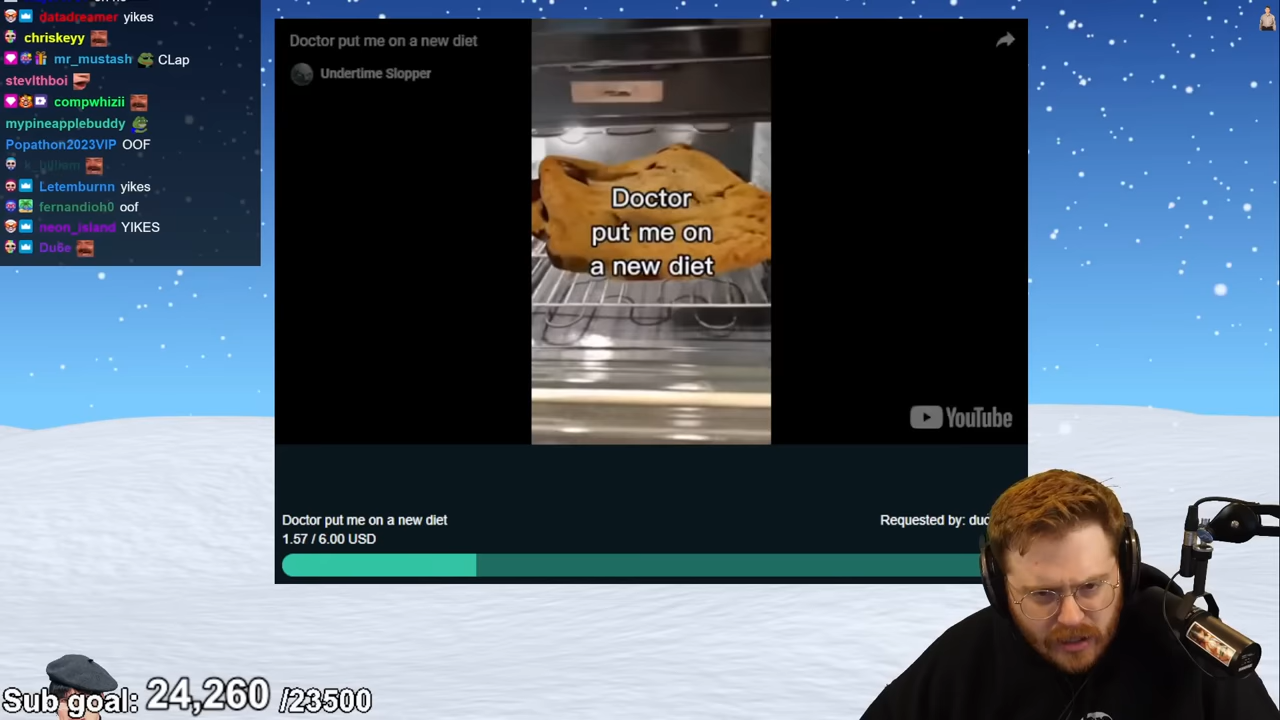 datadreamer yikes
chriskeyy
mr_mustash CLap
stevlthboi
compwhizii
mypineapplebuddy
Popathon2023VIP OOF
Letemburnn yikes
fernandioh0 oof
neon_island YIKES
Du6e
Doctor put me on a new diet
Undertime Slopper
Doctor
put me on
a new diet
YouTube
Doctor put me on a new diet
1.57 / 6.00 USD
Requested by:
Sub goal: 24,260 /23500